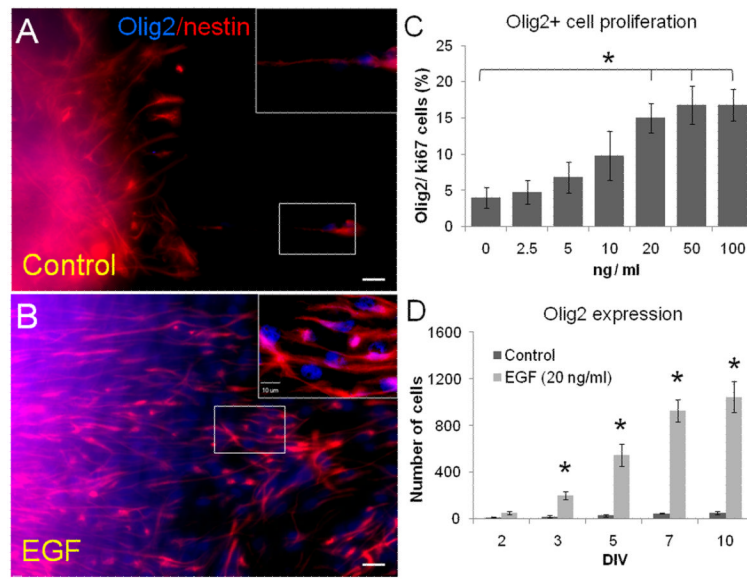 A
Olig2/nestin
Control
B
10 um
EGF
C
Olig2+ cell proliferation
*
Olig2/ ki67 cells (%)
25
20
15
10
5
0
0 2.5 5 10 20 50 100
ng/ ml
D
Olig2 expression
Number of cells
1600
1200
800
400
0
Control
EGF (20 ng/ml)
* * * *
2 3 5 7 10
DIV